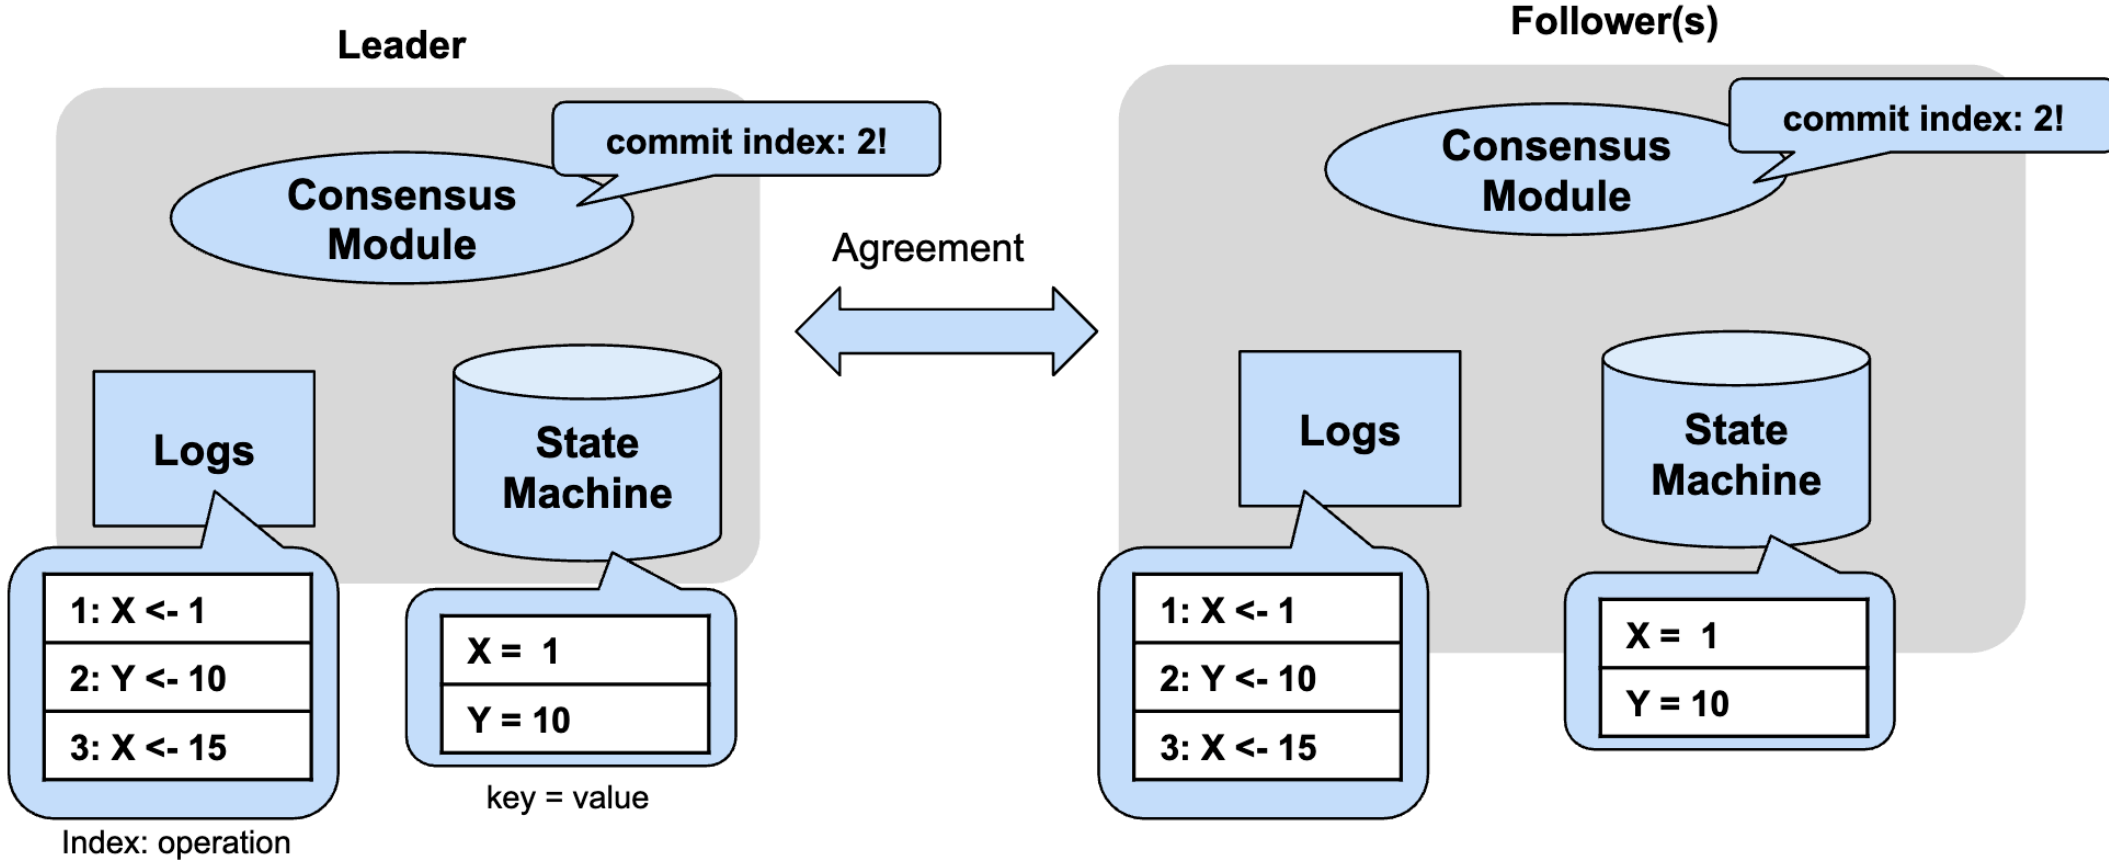 Leader
commit index: 2!
Consensus
Module
Logs
State
Machine
1: X <- 1
2: Y <- 10
3: X <- 15
Index: operation
X = 1
Y = 10
key = value
Agreement
Follower(s)
commit index: 2!
Consensus
Module
Logs
State
Machine
1: X <- 1
2: Y <- 10
3: X <- 15
X = 1
Y = 10